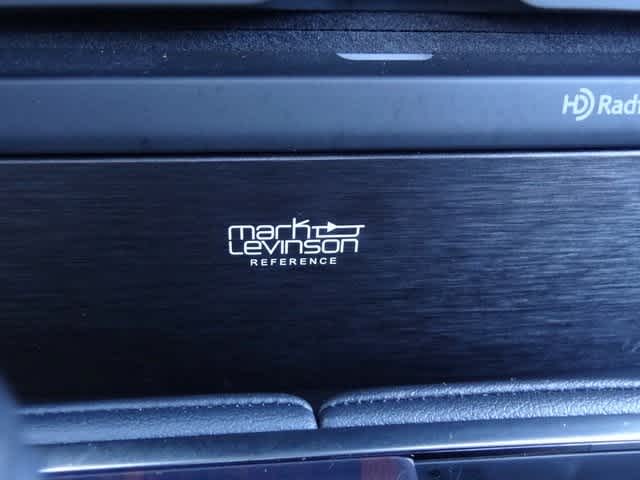 HD Radi
mark
Levinson
REFERENCE